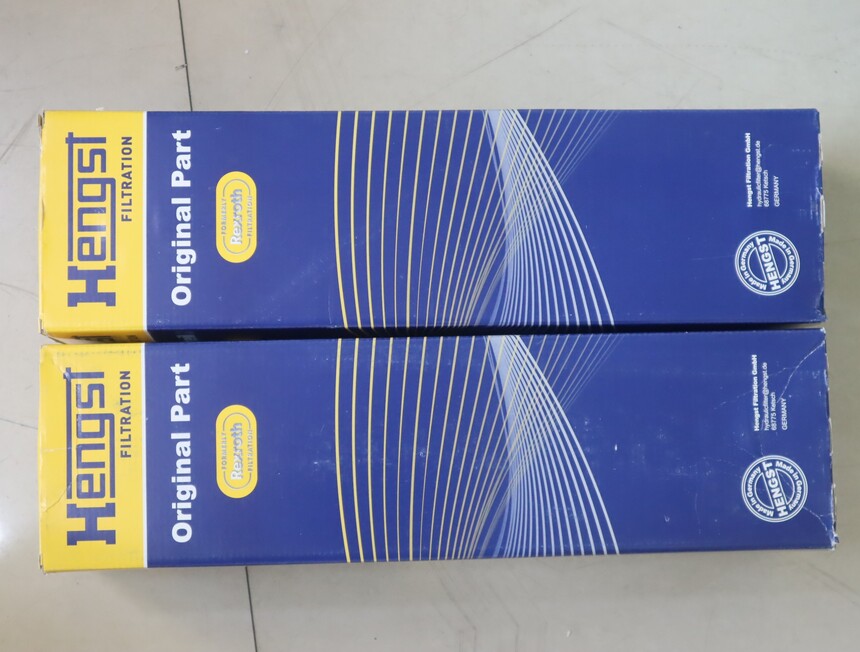 Hengst
FILTRATION
Original Part
FORMERLY
Rexroth
FILTRATION
Hengst Filtration GmbH
hydraulicfilter@hengst.de
68775 Ketsch
GERMANY
Made in Germany
HENGST
Made in Germany
Hengst
FILTRATION
Original Part
FORMERLY
Rexroth
FILTRATION
Hengst Filtration GmbH
hydraulicfilter@hengst.de
68775 Ketsch
GERMANY
Made in Germany
HENGST
Made in Germany